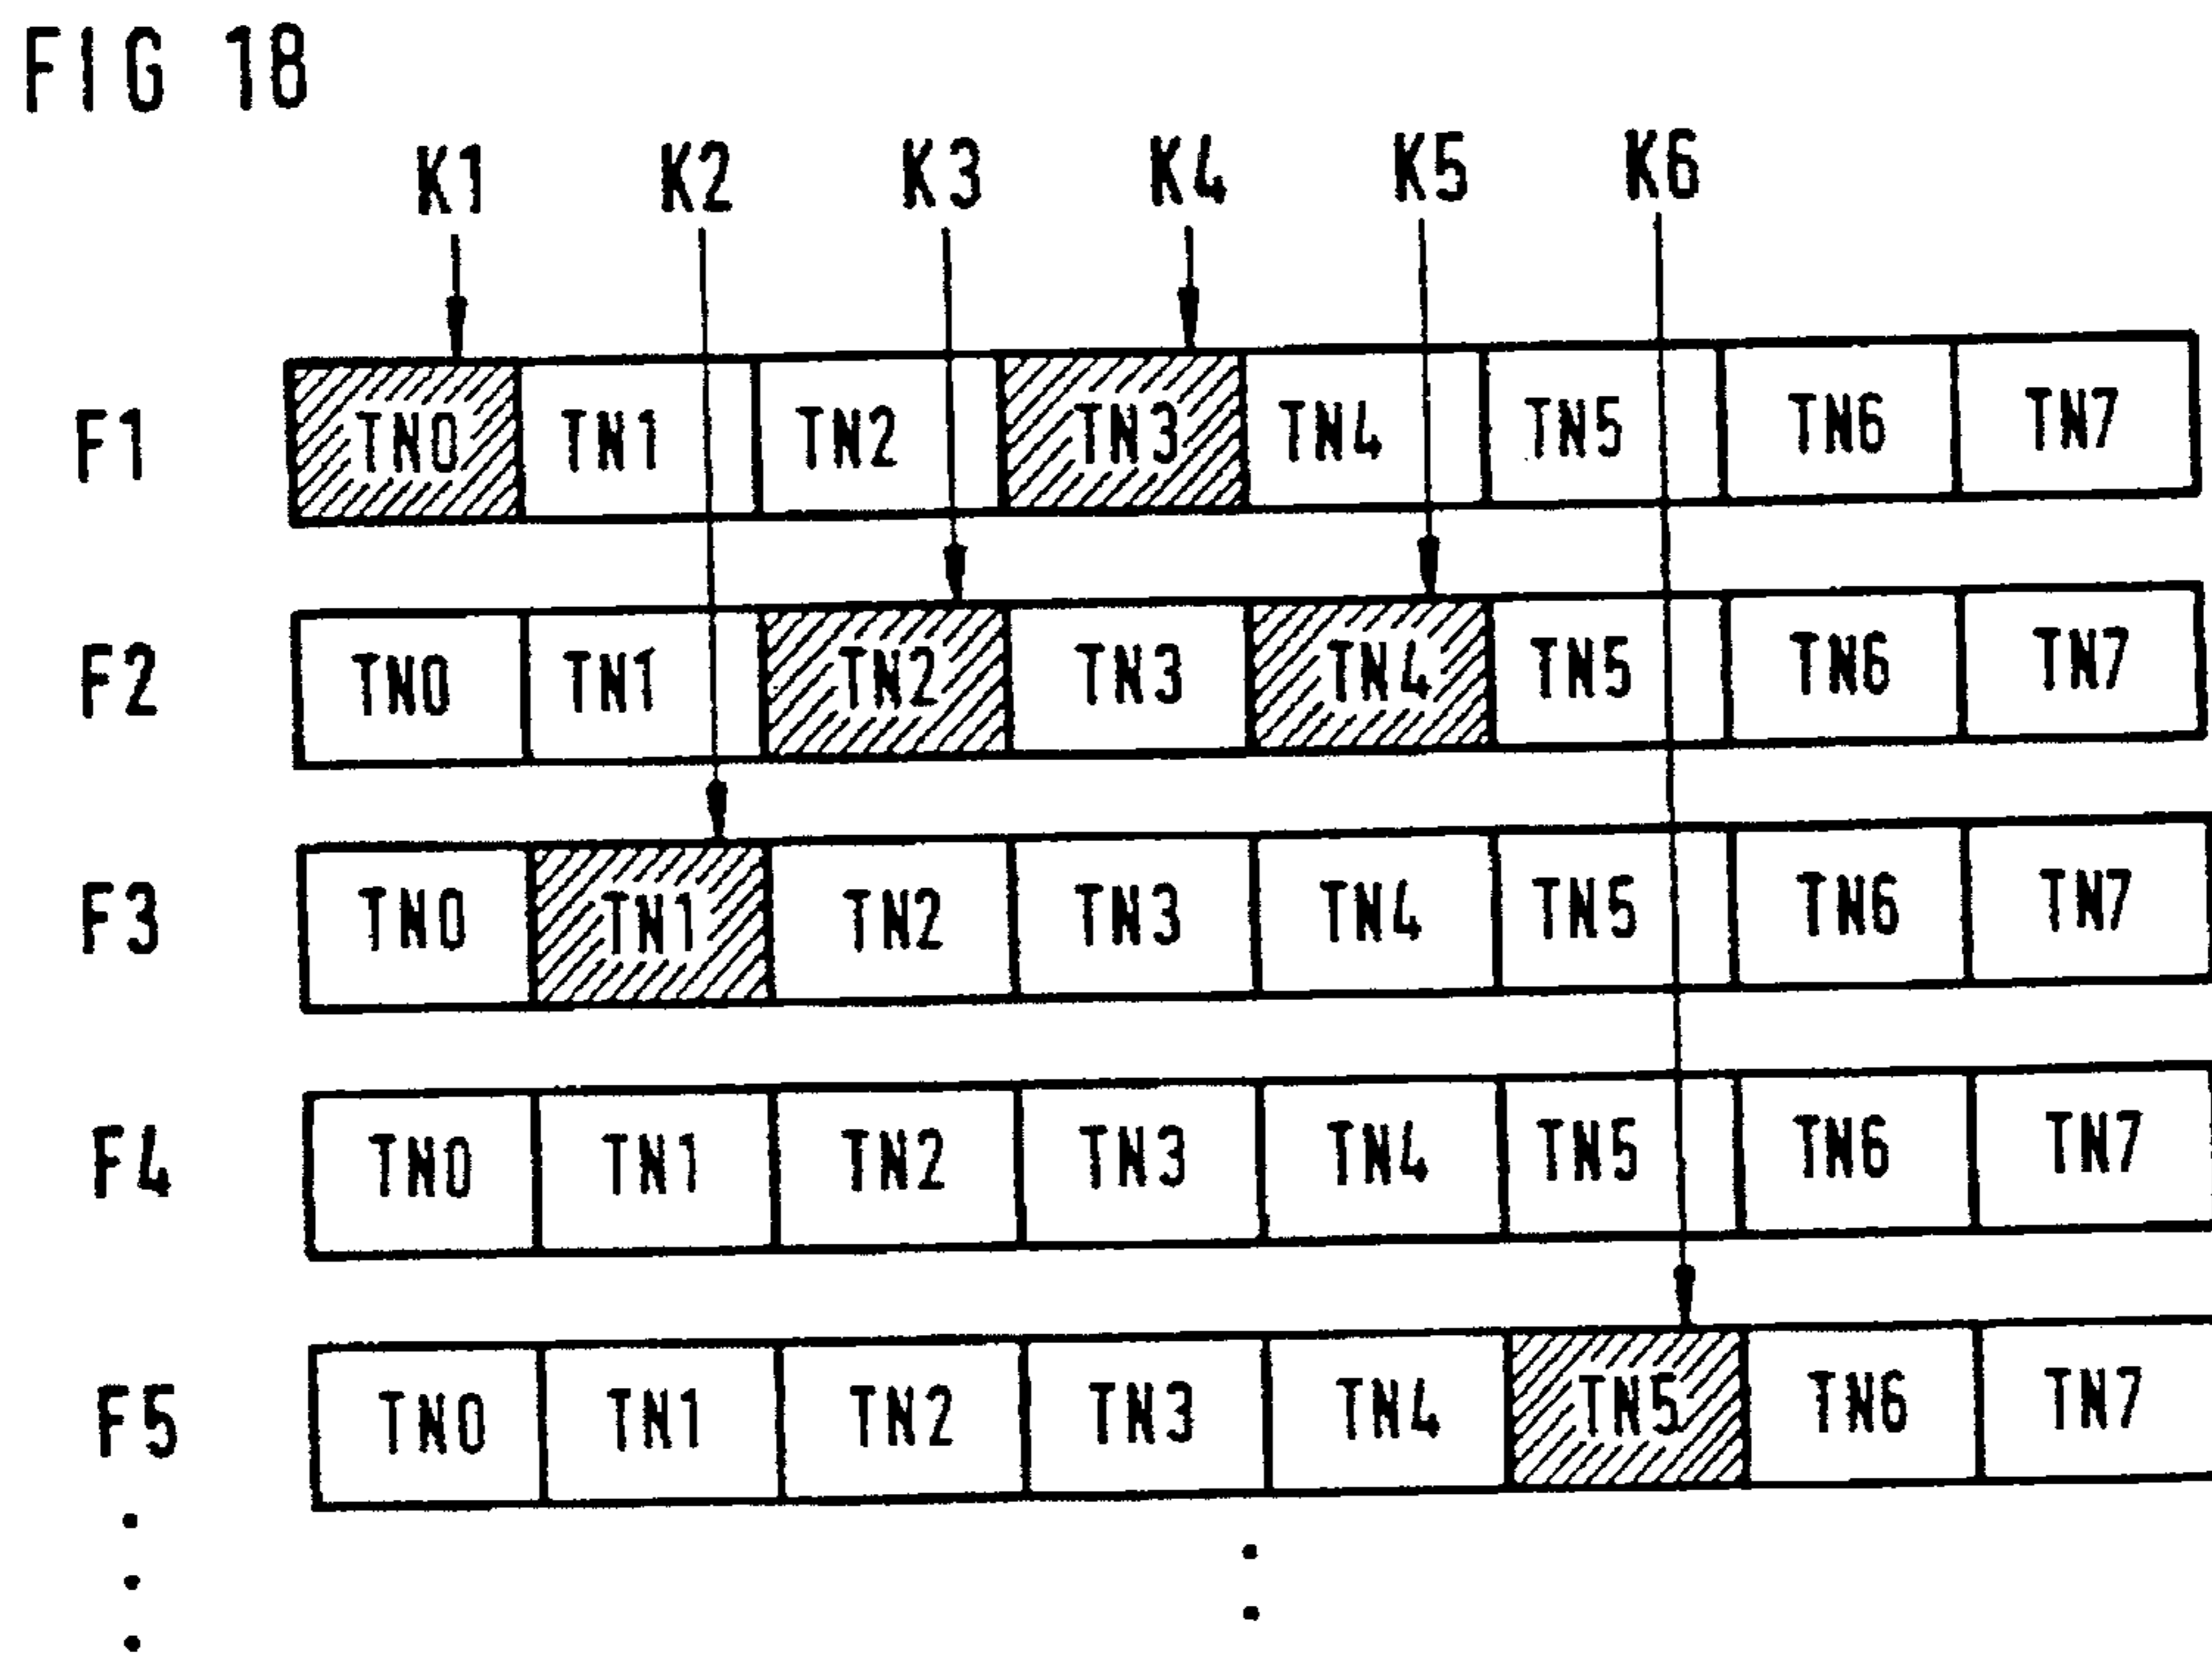 FIG 18
K1 K2 K3 K4 K5 K6
F1 TN0 TN1 TN2 TN3 TN4 TN5 TN6 TN7
F2 TN0 TN1 TN2 TN3 TN4 TN5 TN6 TN7
F3 TN0 TN1 TN2 TN3 TN4 TN5 TN6 TN7
F4 TN0 TN1 TN2 TN3 TN4 TN5 TN6 TN7
F5 TN0 TN1 TN2 TN3 TN4 TN5 TN6 TN7